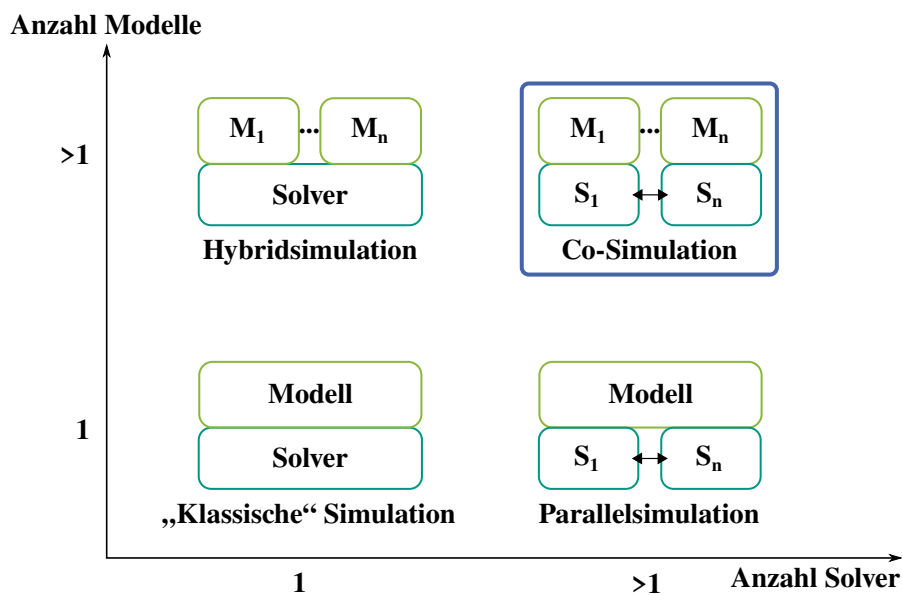 Anzahl Modelle
>1
M₁ ... Mₙ
Solver
Hybridsimulation
M₁ ... Mₙ
S₁ Sₙ
Co-Simulation
1
Modell
Solver
„Klassische“ Simulation
Modell
S₁ Sₙ
Parallelsimulation
1
>1
Anzahl Solver